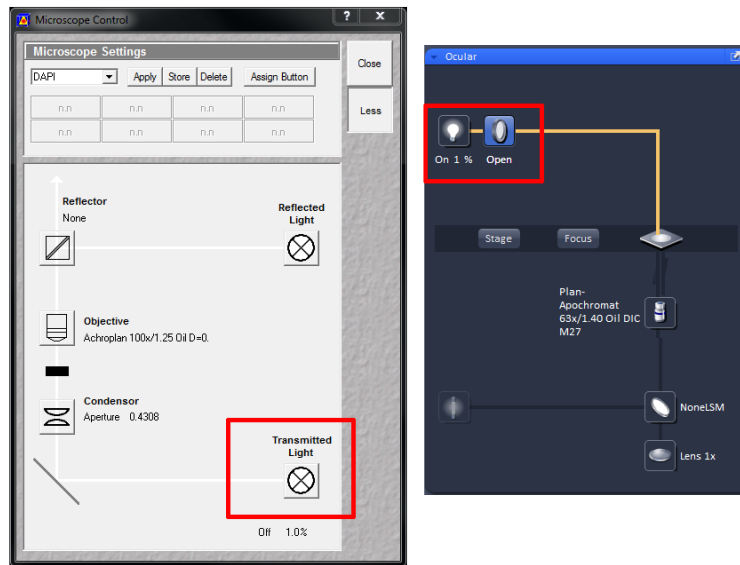 Microscope Control
Microscope Settings
DAPI Apply Store Delete Assign Button
Close
Less
n.n n.n n.n n.n
n.n n.n n.n n.n
Reflector
None
Reflected
Light
Objective
Achroplan 100x/1.25 Oil D=0.
Condensor
Aperture 0.4308
Transmitted
Light
Off 1.0%
Ocular
On 1 % Open
Stage Focus
Plan-
Apochromat
63x/1.40 Oil DIC
M27
NoneLSM
Lens 1x